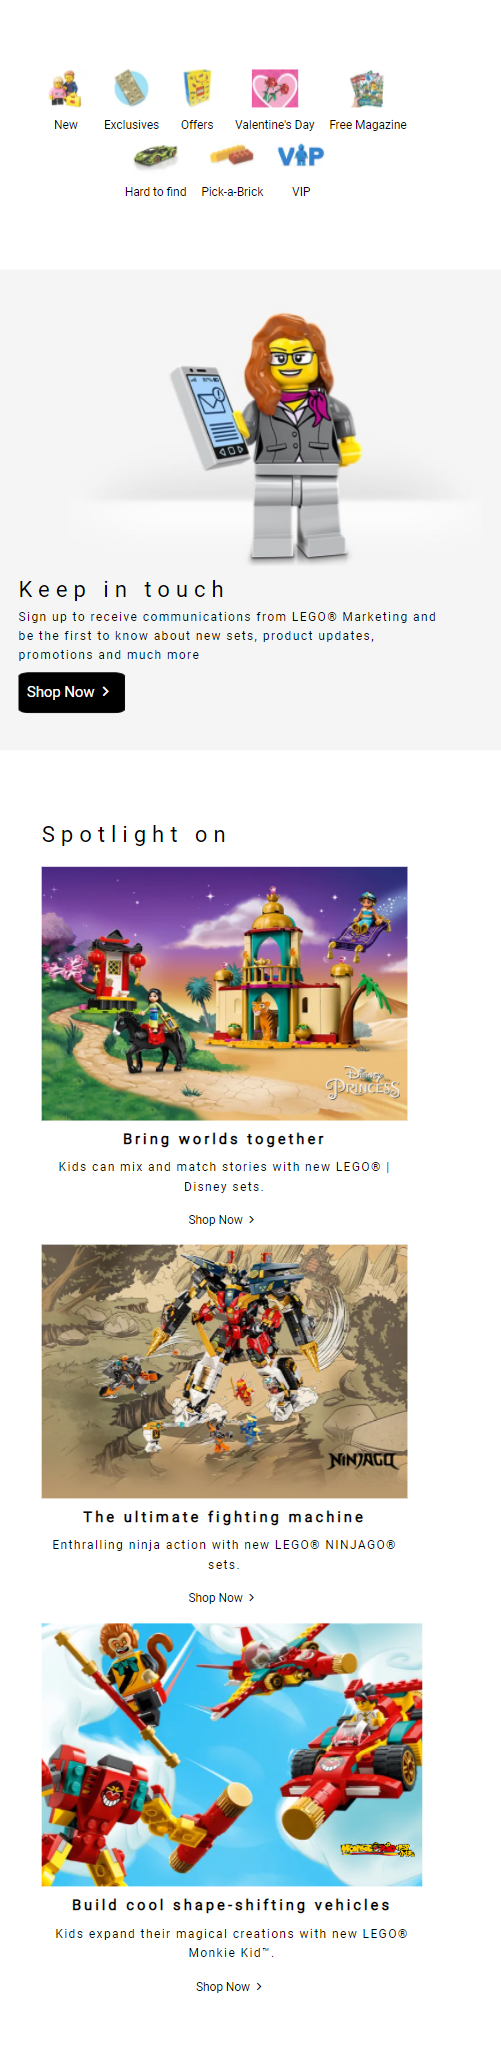 New Exclusives Offers Valentine's Day Free Magazine
VIP
Hard to find Pick-a-Brick VIP
Keep in touch
Sign up to receive communications from LEGO® Marketing and
be the first to know about new sets, product updates,
promotions and much more
Shop Now
Spotlight on
Disney
PRINCESS
Bring worlds together
Kids can mix and match stories with new LEGO® |
Disney sets.
Shop Now
NINJAGO
The ultimate fighting machine
Enthralling ninja action with new LEGO® NINJAGO®
sets.
Shop Now
Build cool shape-shifting vehicles
Kids expand their magical creations with new LEGO®
Monkie Kid™.
Shop Now